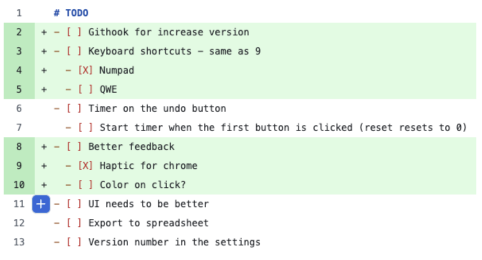 1 # TODO
2 + - [ ] Githook for increase version
3 + - [ ] Keyboard shortcuts - same as 9
4 + - [X] Numpad
5 + - [ ] QWE
6 - [ ] Timer on the undo button
7 - [ ] Start timer when the first button is clicked (reset resets to 0)
8 + - [ ] Better feedback
9 + - [X] Haptic for chrome
10 + - [ ] Color on click?
11 + - [ ] UI needs to be better
12 - [ ] Export to spreadsheet
13 - [ ] Version number in the settings